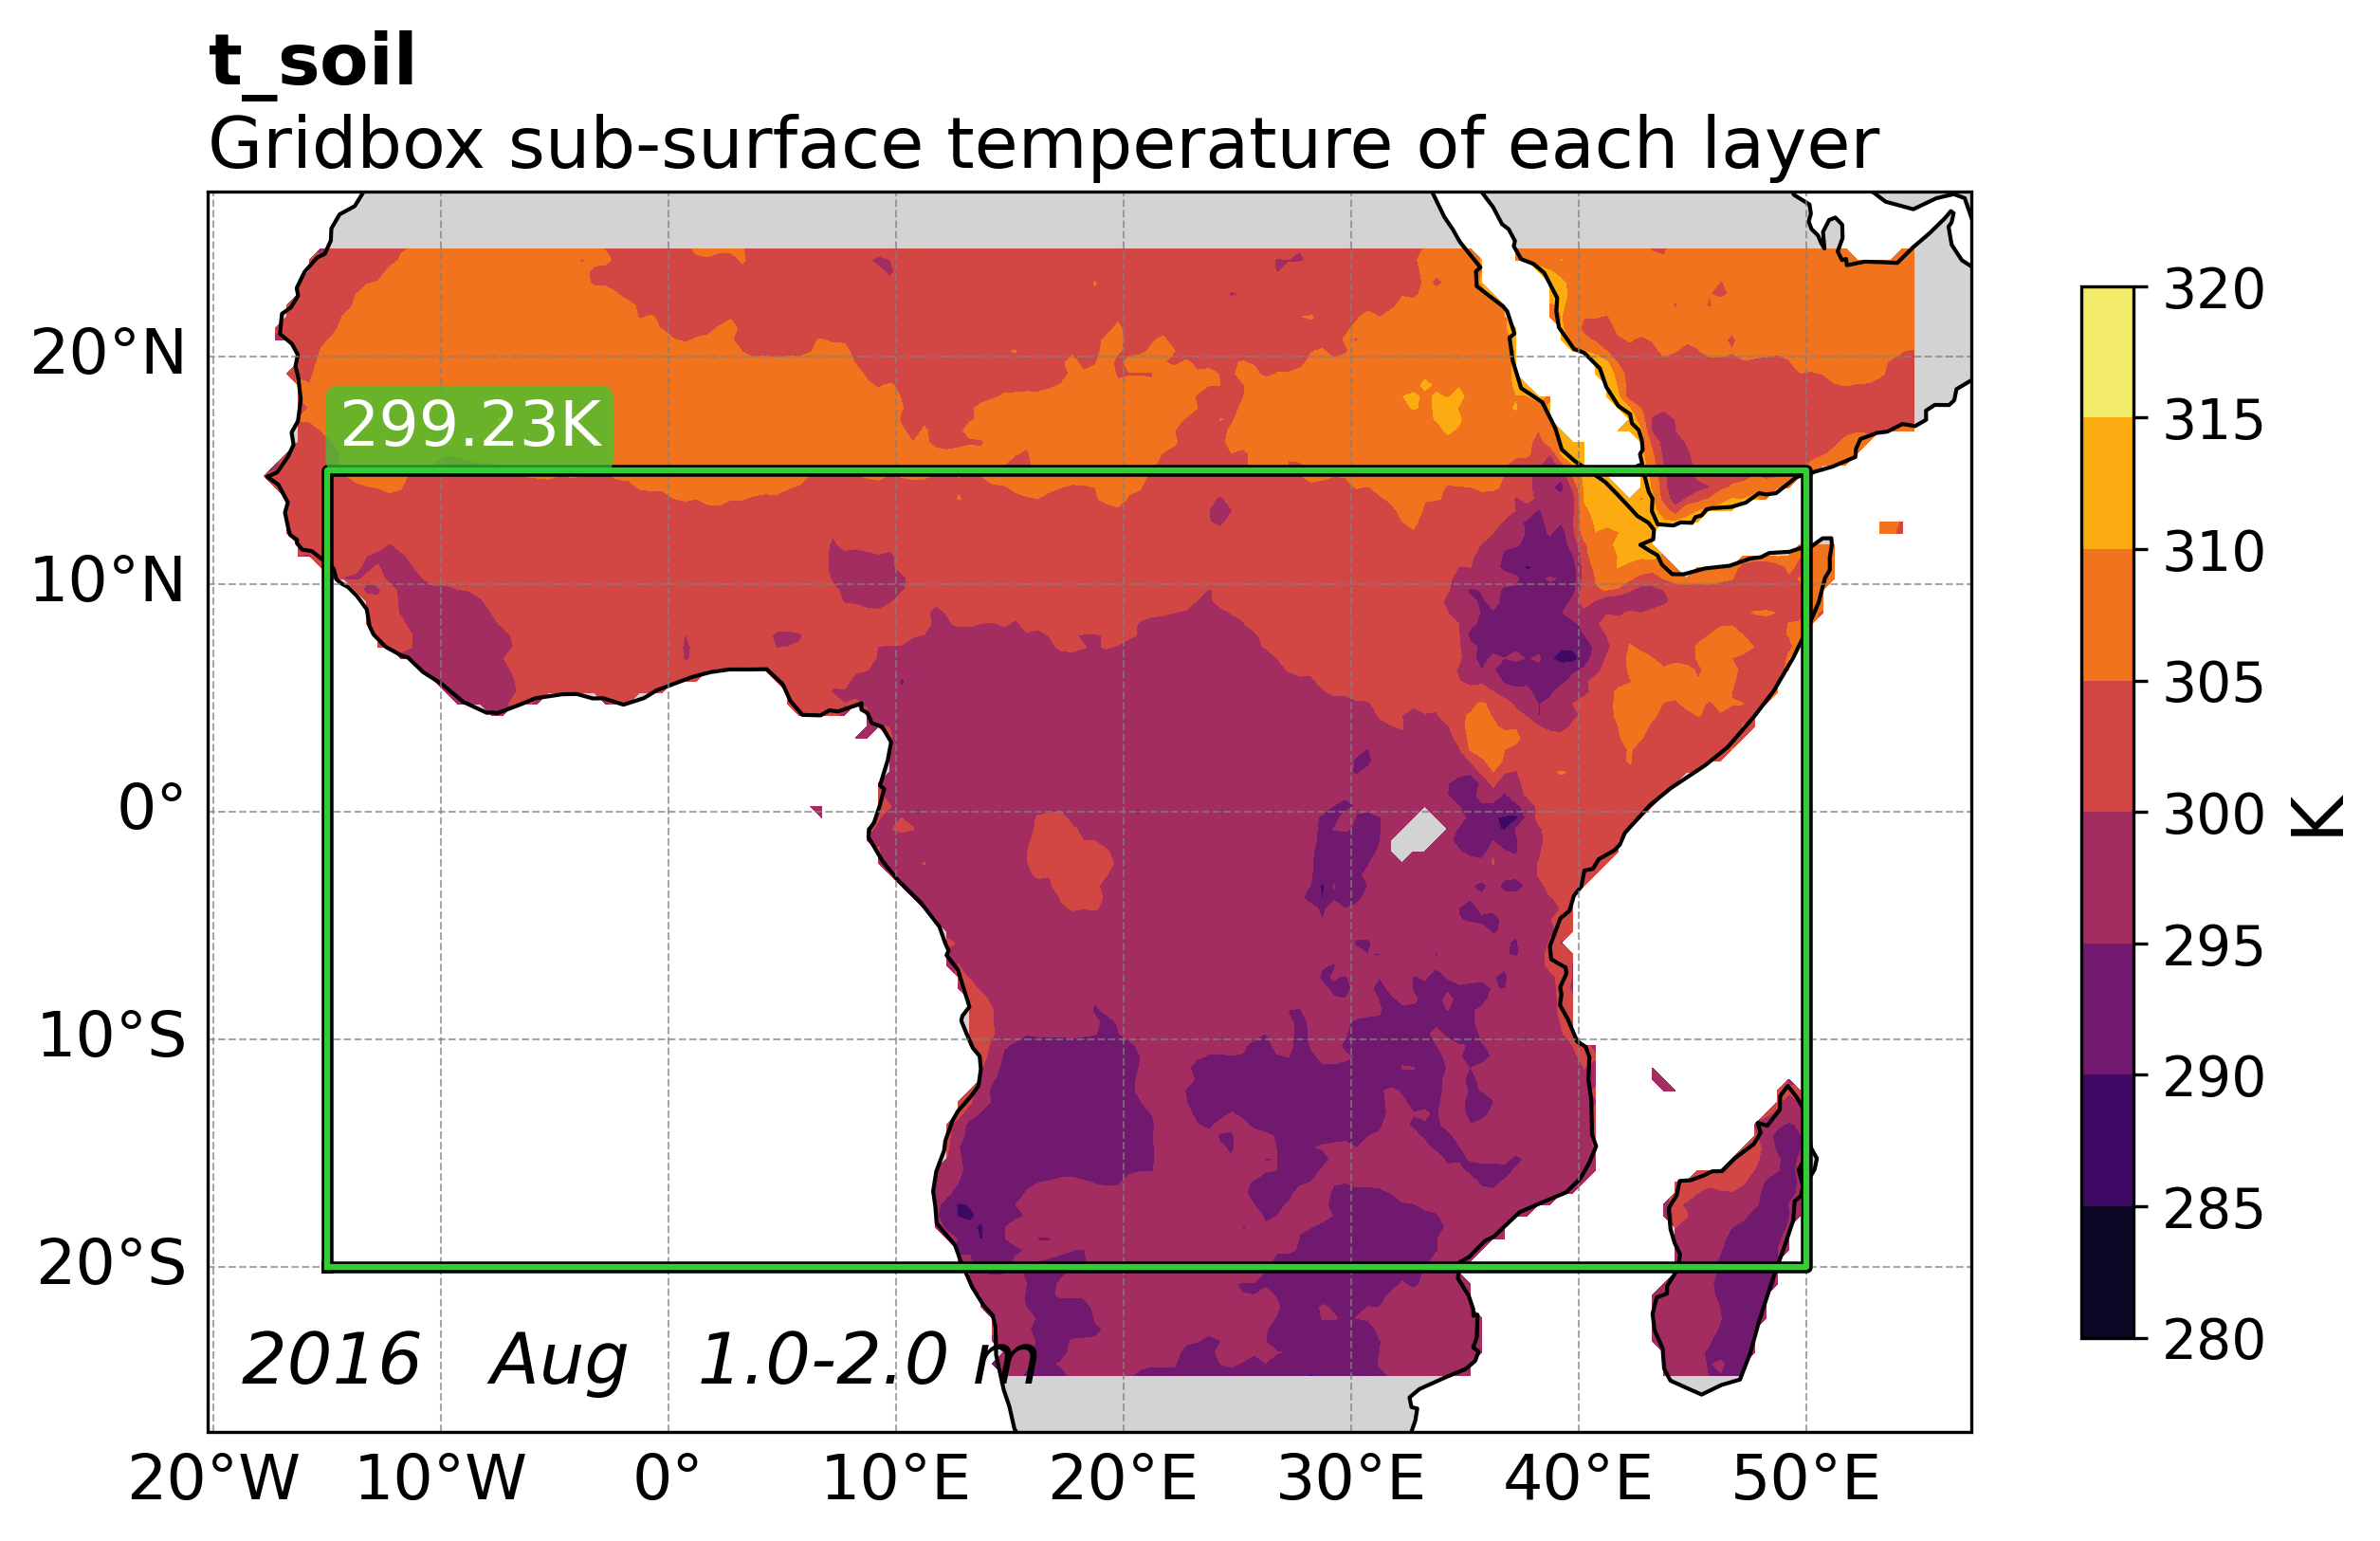 t_soil
Gridbox sub-surface temperature of each layer
20°N
10°N
0°
10°S
20°S
299.23K
2016 Aug 1.0-2.0 m
20°W 10°W 0° 10°E 20°E 30°E 40°E 50°E
320
315
310
305
300
295
290
285
280
K